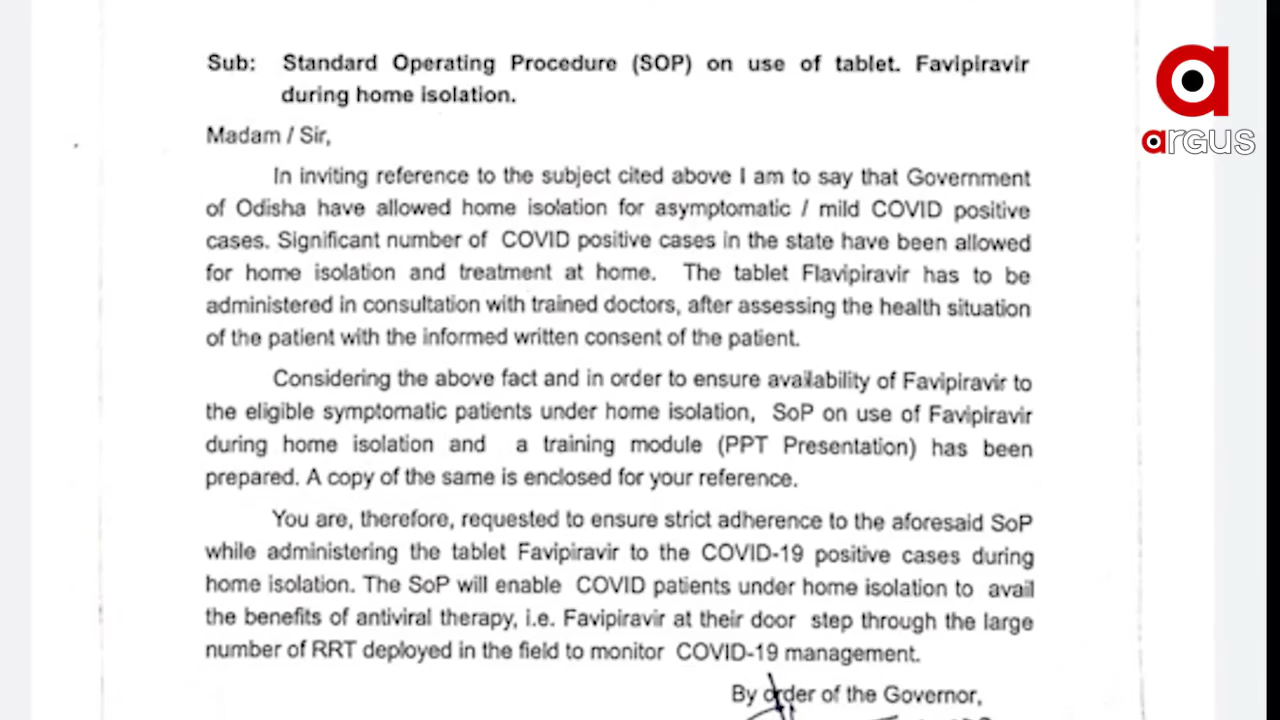 Sub: Standard Operating Procedure (SOP) on use of tablet. Favipiravir
during home isolation.
Madam / Sir,
In inviting reference to the subject cited above I am to say that Government
of Odisha have allowed home isolation for asymptomatic / mild COVID positive
cases. Significant number of COVID positive cases in the state have been allowed
for home isolation and treatment at home. The tablet Flavipiravir has to be
administered in consultation with trained doctors, after assessing the health situation
of the patient with the informed written consent of the patient.
Considering the above fact and in order to ensure availability of Favipiravir to
the eligible symptomatic patients under home isolation, SoP on use of Favipiravir
during home isolation and a training module (PPT Presentation) has been
prepared. A copy of the same is enclosed for your reference.
You are, therefore, requested to ensure strict adherence to the aforesaid SoP
while administering the tablet Favipiravir to the COVID-19 positive cases during
home isolation. The SoP will enable COVID patients under home isolation to avail
the benefits of antiviral therapy, i.e. Favipiravir at their door step through the large
number of RRT deployed in the field to monitor COVID-19 management.
By order of the Governor,
argus